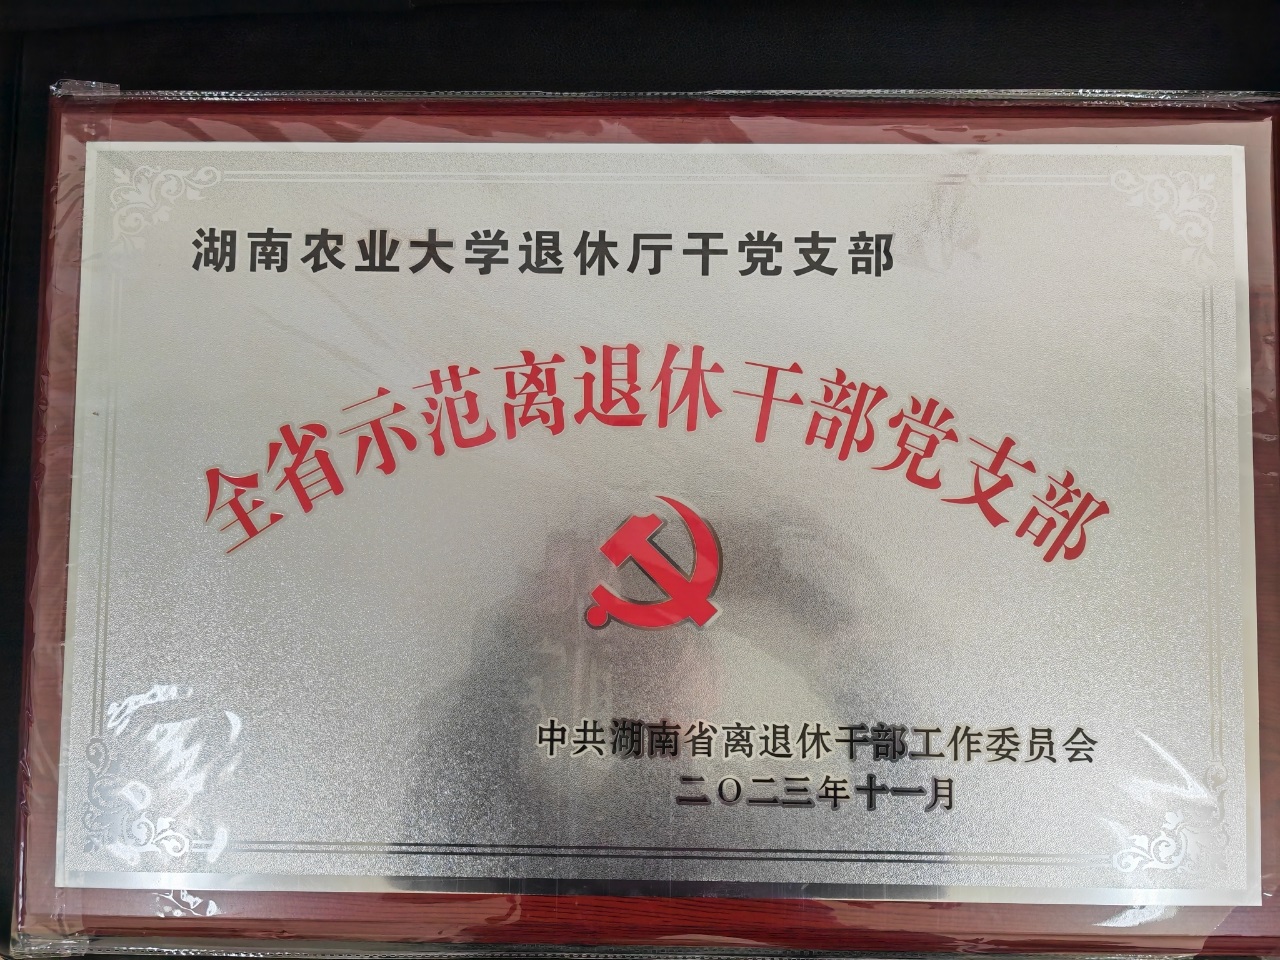 湖南农业大学退休厅干党支部
全省示范离退休干部党支部
中共湖南省离退休干部工作委员会
二〇二三年十一月